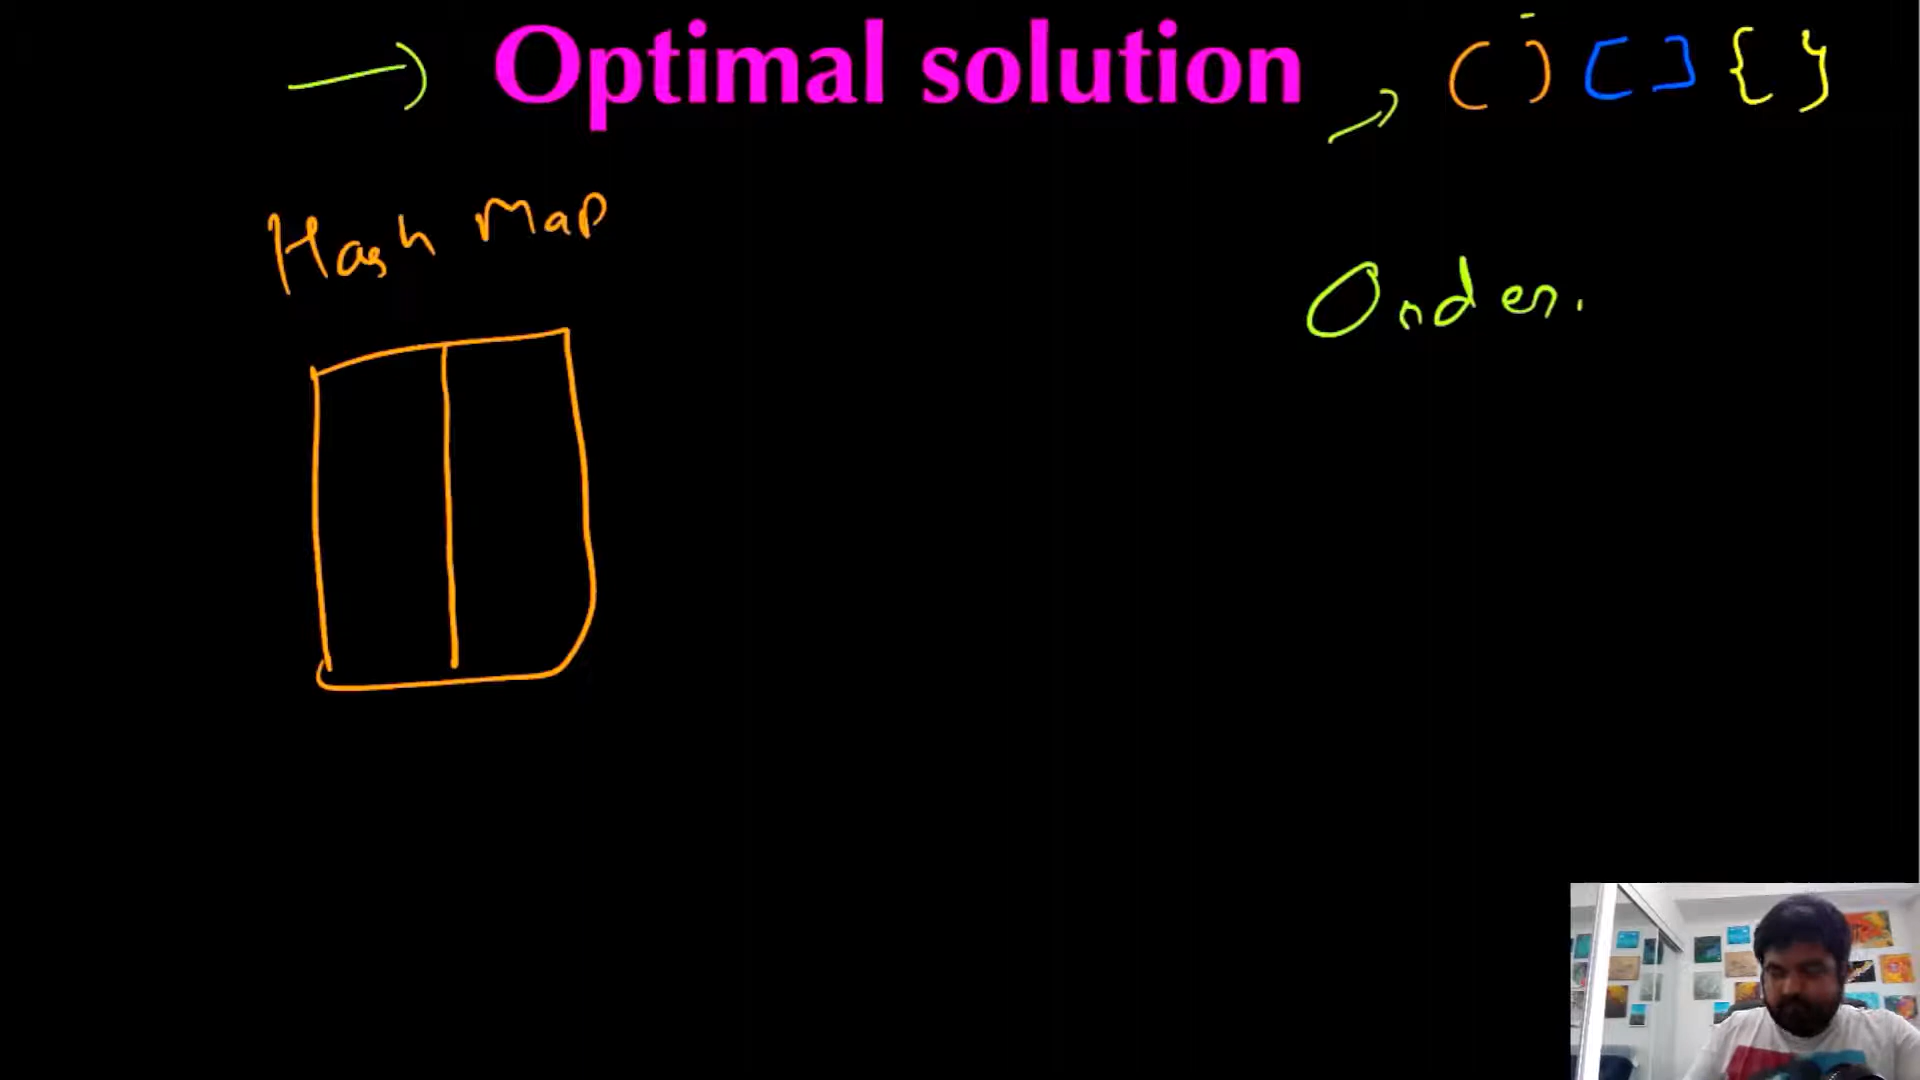 Optimal solution () [] { }
Hash Map
Order.